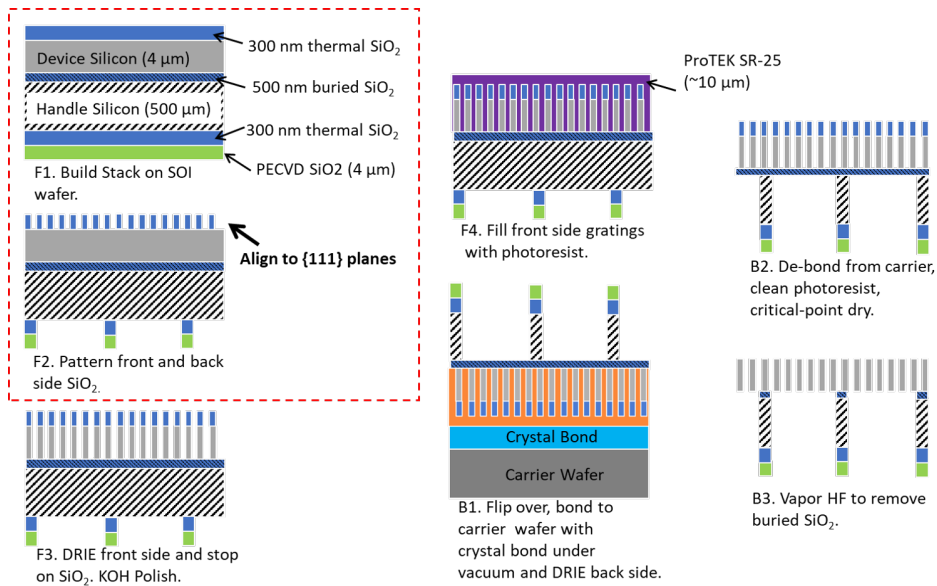 300 nm thermal SiO₂
Device Silicon (4 µm)
500 nm buried SiO₂
Handle Silicon (500 µm)
300 nm thermal SiO₂
PECVD SiO2 (4 µm)
F1. Build Stack on SOI
wafer.
Align to {111} planes
F2. Pattern front and back
side SiO₂.
F3. DRIE front side and stop
on SiO₂. KOH Polish.
ProTEK SR-25
(~10 µm)
F4. Fill front side gratings
with photoresist.
Crystal Bond
Carrier Wafer
B1. Flip over, bond to
carrier wafer with
crystal bond under
vacuum and DRIE back side.
B2. De-bond from carrier,
clean photoresist,
critical-point dry.
B3. Vapor HF to remove
buried SiO₂.